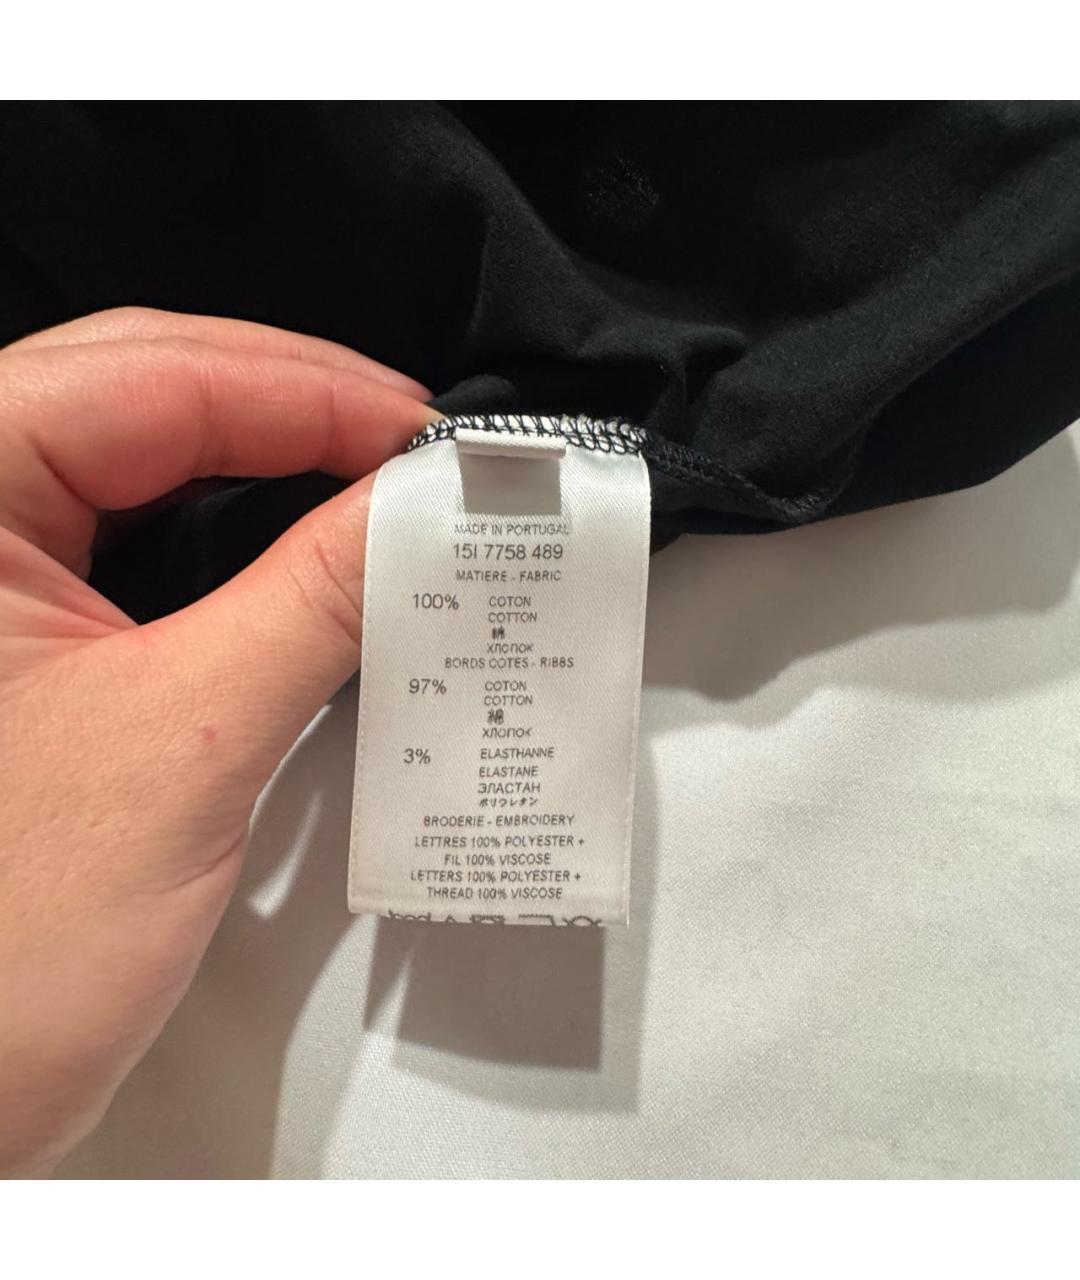 MADE IN PORTUGAL
15I 7758 489
MATIERE - FABRIC
100% COTON
COTTON
綿
ХЛОПОК
BORDS COTES - RIBBS
97% COTON
COTTON
綿
ХЛОПОК
3% ELASTHANNE
ELASTANE
ЭЛАСТАН
ポリウレタン
BRODERIE - EMBROIDERY
LETTRES 100% POLYESTER +
FIL 100% VISCOSE
LETTERS 100% POLYESTER +
THREAD 100% VISCOSE